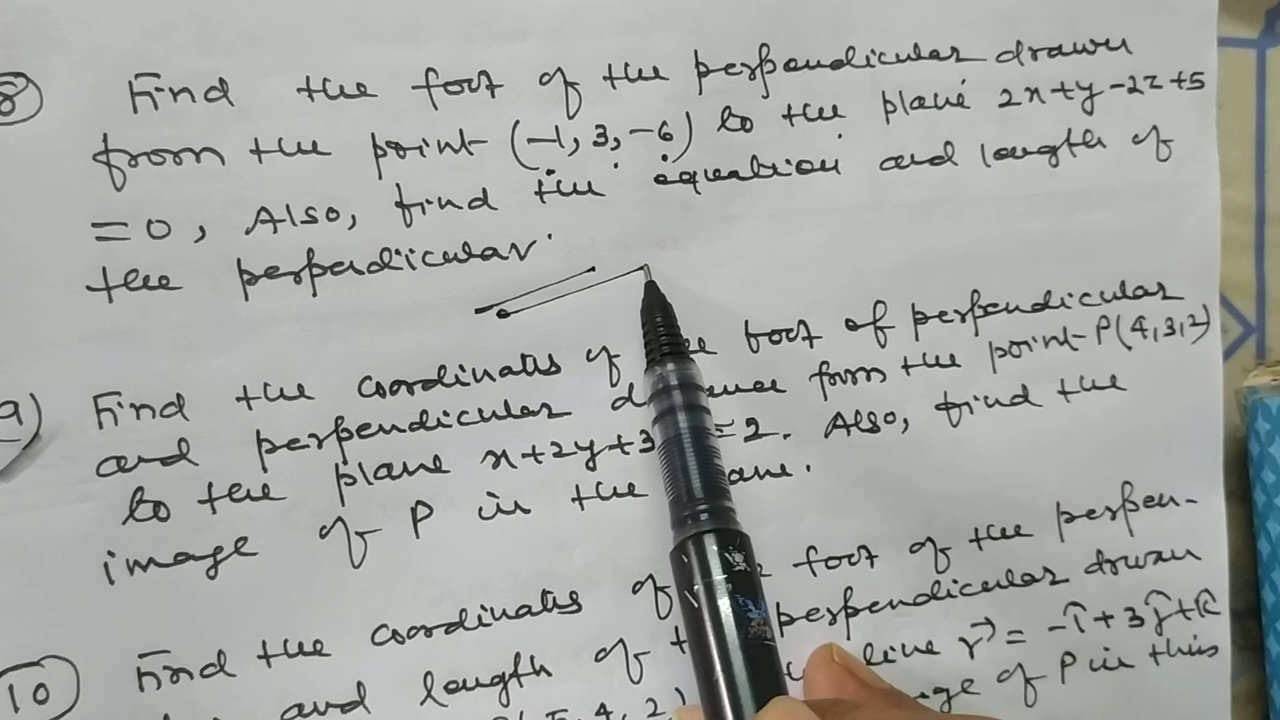 8) Find the foot of the perpendicular drawn
from the point (-1, 3, -6) to the plane 2x+y-2z+5
=0, Also, find the equation and length of
the perpendicular.
9) Find the coordinates of foot of perpendicular
and perpendicular from the point P(4,3,2)
to the plane x+2y+3 =2. Also, find the
image of P in the
10) Find the coordinates of foot of the perpen-
and length of perpendicular drawn
4, 2) line r⃗ = -î+3ĵ+k̂
of P in this